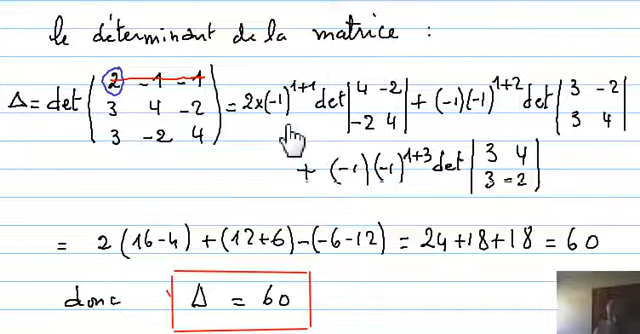 le déterminant de la matrice :
Δ = det | 2 -1 -1 | = 2x(-1)^1+1 det | 4 -2 | + (-1)(-1)^1+2 det | 3 -2 |
| 3 4 -2 | | -2 4 | | 3 4 |
| 3 -2 4 |
+ (-1)(-1)^1+3 det | 3 4 |
| 3 -2 |
= 2(16-4) + (12+6) - (-6-12) = 24+18+18 = 60
donc Δ = 60